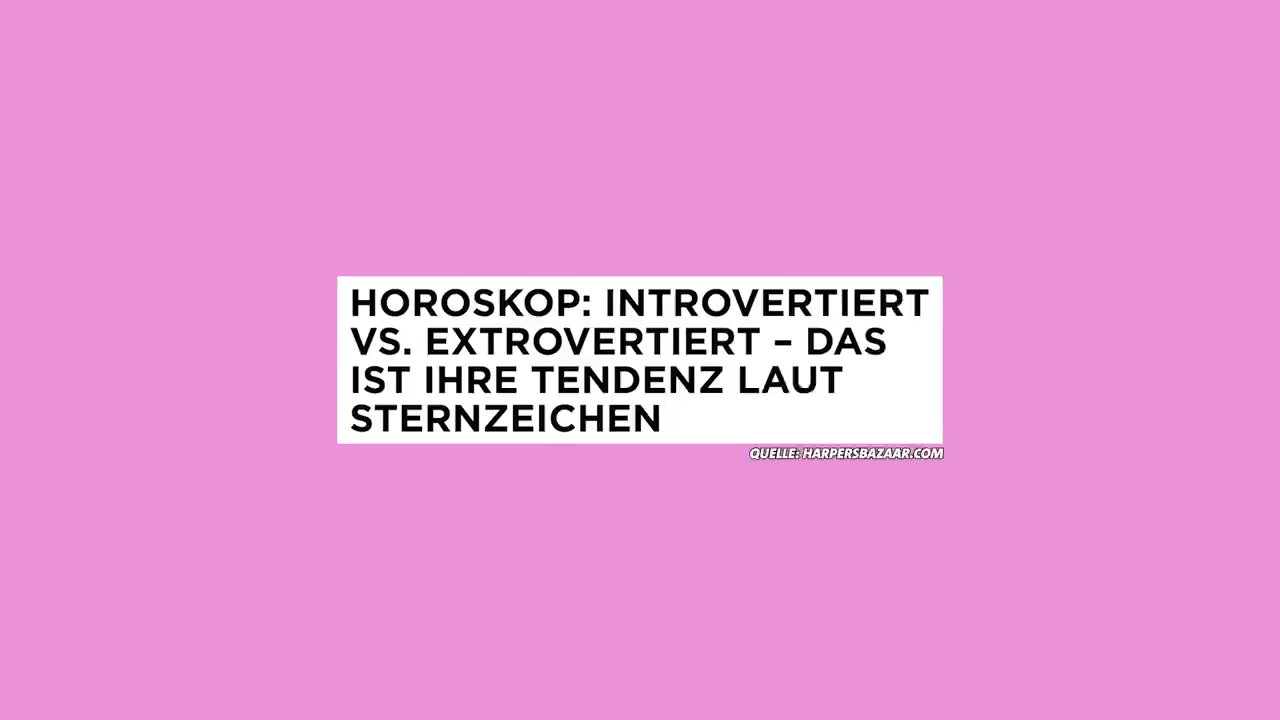 HOROSKOP: INTROVERTIERT
VS. EXTROVERTIERT – DAS
IST IHRE TENDENZ LAUT
STERNZEICHEN
QUELLE: HARPERSBAZAAR.COM